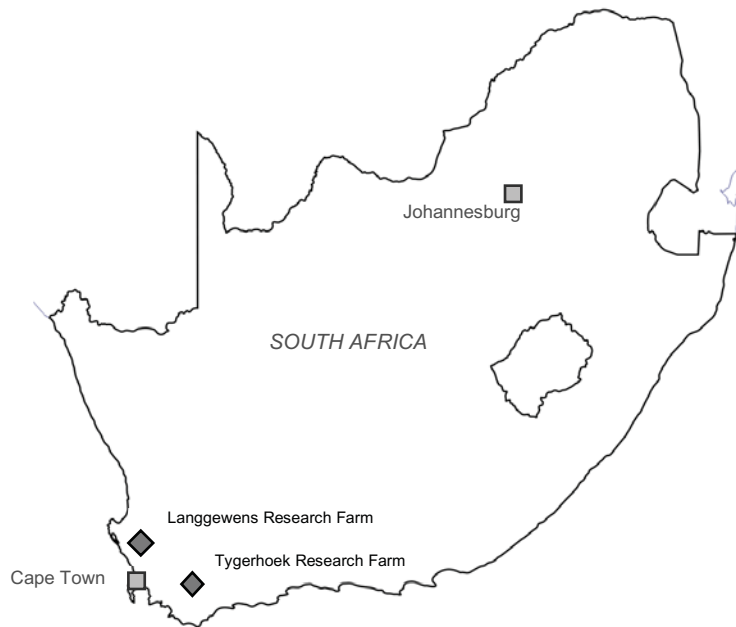 Johannesburg
SOUTH AFRICA
Langgewens Research Farm
Tygerhoek Research Farm
Cape Town